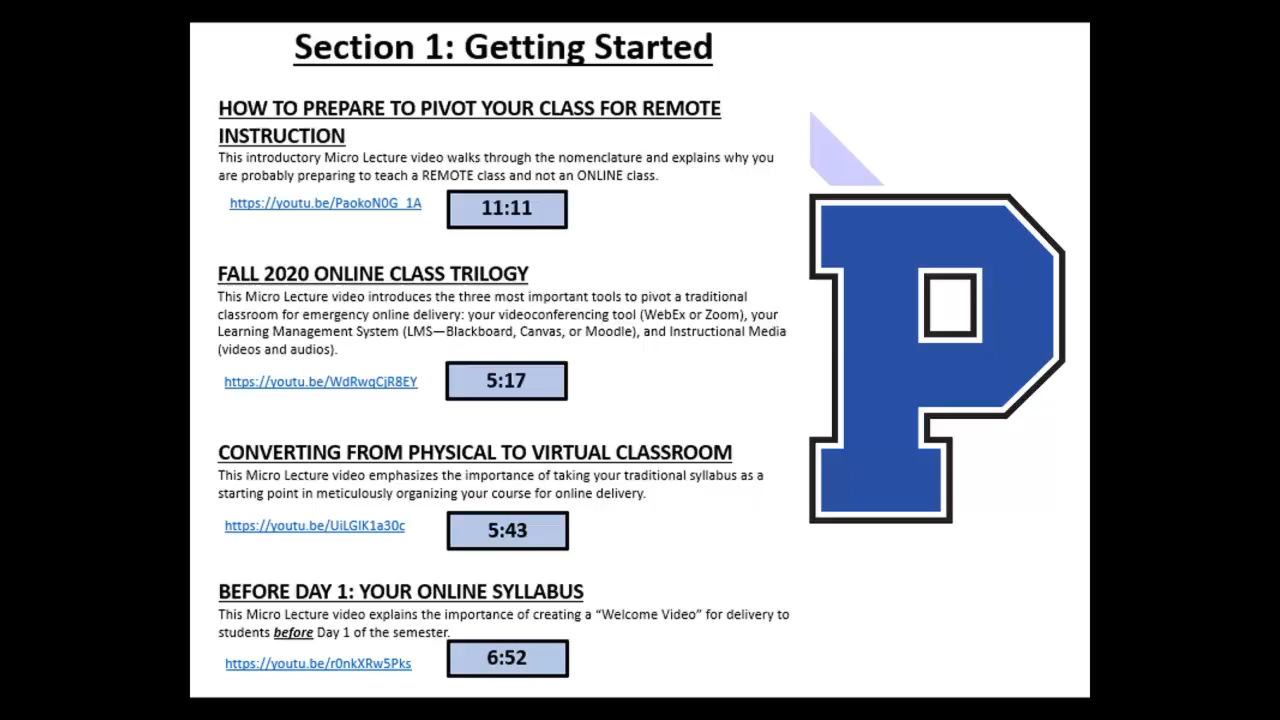 Section 1: Getting Started
HOW TO PREPARE TO PIVOT YOUR CLASS FOR REMOTE
INSTRUCTION
This introductory Micro Lecture video walks through the nomenclature and explains why you
are probably preparing to teach a REMOTE class and not an ONLINE class.
https://youtu.be/PaokoN0G_1A
11:11
FALL 2020 ONLINE CLASS TRILOGY
This Micro Lecture video introduces the three most important tools to pivot a traditional
classroom for emergency online delivery: your videoconferencing tool (WebEx or Zoom), your
Learning Management System (LMS—Blackboard, Canvas, or Moodle), and Instructional Media
(videos and audios).
https://youtu.be/WdRwqCjR8EY
5:17
CONVERTING FROM PHYSICAL TO VIRTUAL CLASSROOM
This Micro Lecture video emphasizes the importance of taking your traditional syllabus as a
starting point in meticulously organizing your course for online delivery.
https://youtu.be/UiLGlK1a30c
5:43
BEFORE DAY 1: YOUR ONLINE SYLLABUS
This Micro Lecture video explains the importance of creating a “Welcome Video” for delivery to
students before Day 1 of the semester.
https://youtu.be/r0nkXRw5Pks
6:52
P